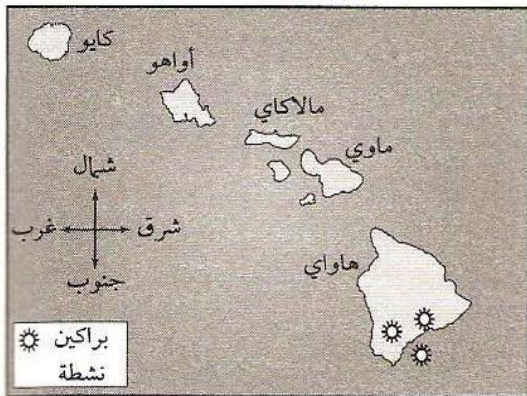 كايو
أواهو
مالاكاي
ماوي
شمال
غرب
شرق
جنوب
هاواي
براكين
نشطة